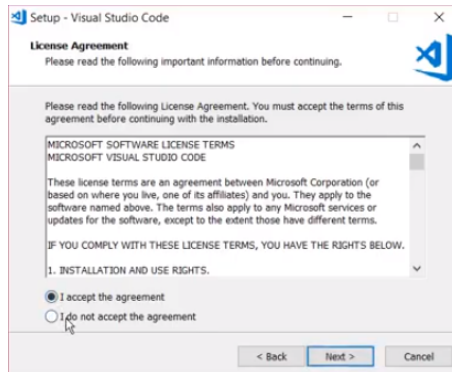 Setup - Visual Studio Code
License Agreement
Please read the following important information before continuing.
Please read the following License Agreement. You must accept the terms of this
agreement before continuing with the installation.
MICROSOFT SOFTWARE LICENSE TERMS
MICROSOFT VISUAL STUDIO CODE
These license terms are an agreement between Microsoft Corporation (or
based on where you live, one of its affiliates) and you. They apply to the
software named above. The terms also apply to any Microsoft services or
updates for the software, except to the extent those have different terms.
IF YOU COMPLY WITH THESE LICENSE TERMS, YOU HAVE THE RIGHTS BELOW.
1. INSTALLATION AND USE RIGHTS.
I accept the agreement
I do not accept the agreement
< Back Next > Cancel